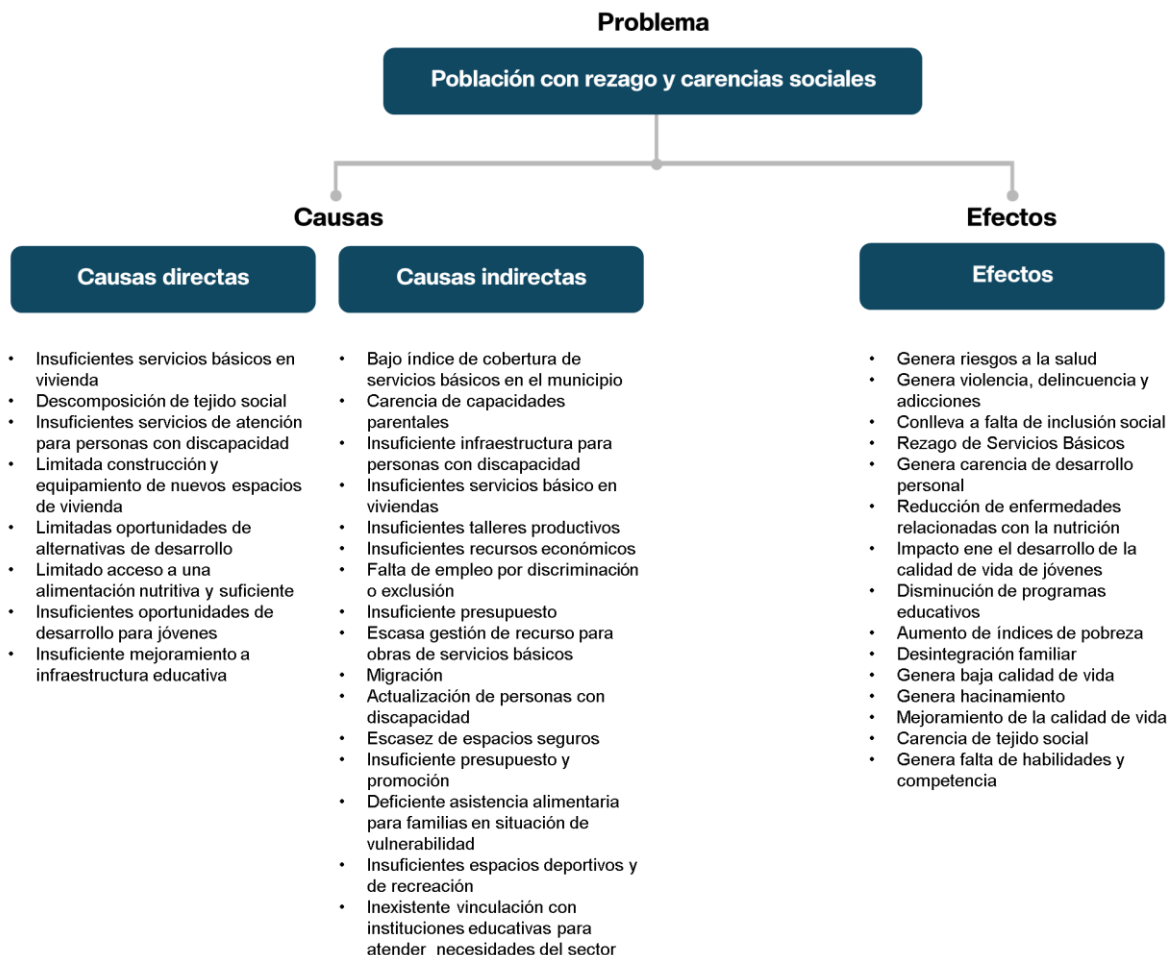 Problema
Población con rezago y carencias sociales
Causas
Efectos
Causas directas
Causas indirectas
Efectos
• Insuficientes servicios básicos en
vivienda
• Descomposición de tejido social
• Insuficientes servicios de atención
para personas con discapacidad
• Limitada construcción y
equipamiento de nuevos espacios
de vivienda
• Limitadas oportunidades de
alternativas de desarrollo
• Limitado acceso a una
alimentación nutritiva y suficiente
• Insuficientes oportunidades de
desarrollo para jóvenes
• Insuficiente mejoramiento a
infraestructura educativa
• Bajo índice de cobertura de
servicios básicos en el municipio
• Carencia de capacidades
parentales
• Insuficiente infraestructura para
personas con discapacidad
• Insuficientes servicios básico en
viviendas
• Insuficientes talleres productivos
• Insuficientes recursos económicos
• Falta de empleo por discriminación
o exclusión
• Insuficiente presupuesto
• Escasa gestión de recurso para
obras de servicios básicos
• Migración
• Actualización de personas con
discapacidad
• Escasez de espacios seguros
• Insuficiente presupuesto y
promoción
• Deficiente asistencia alimentaria
para familias en situación de
vulnerabilidad
• Insuficientes espacios deportivos y
de recreación
• Inexistente vinculación con
instituciones educativas para
atender necesidades del sector
• Genera riesgos a la salud
• Genera violencia, delincuencia y
adicciones
• Conlleva a falta de inclusión social
• Rezago de Servicios Básicos
• Genera carencia de desarrollo
personal
• Reducción de enfermedades
relacionadas con la nutrición
• Impacto ene el desarrollo de la
calidad de vida de jóvenes
• Disminución de programas
educativos
• Aumento de índices de pobreza
• Desintegración familiar
• Genera baja calidad de vida
• Genera hacinamiento
• Mejoramiento de la calidad de vida
• Carencia de tejido social
• Genera falta de habilidades y
competencia